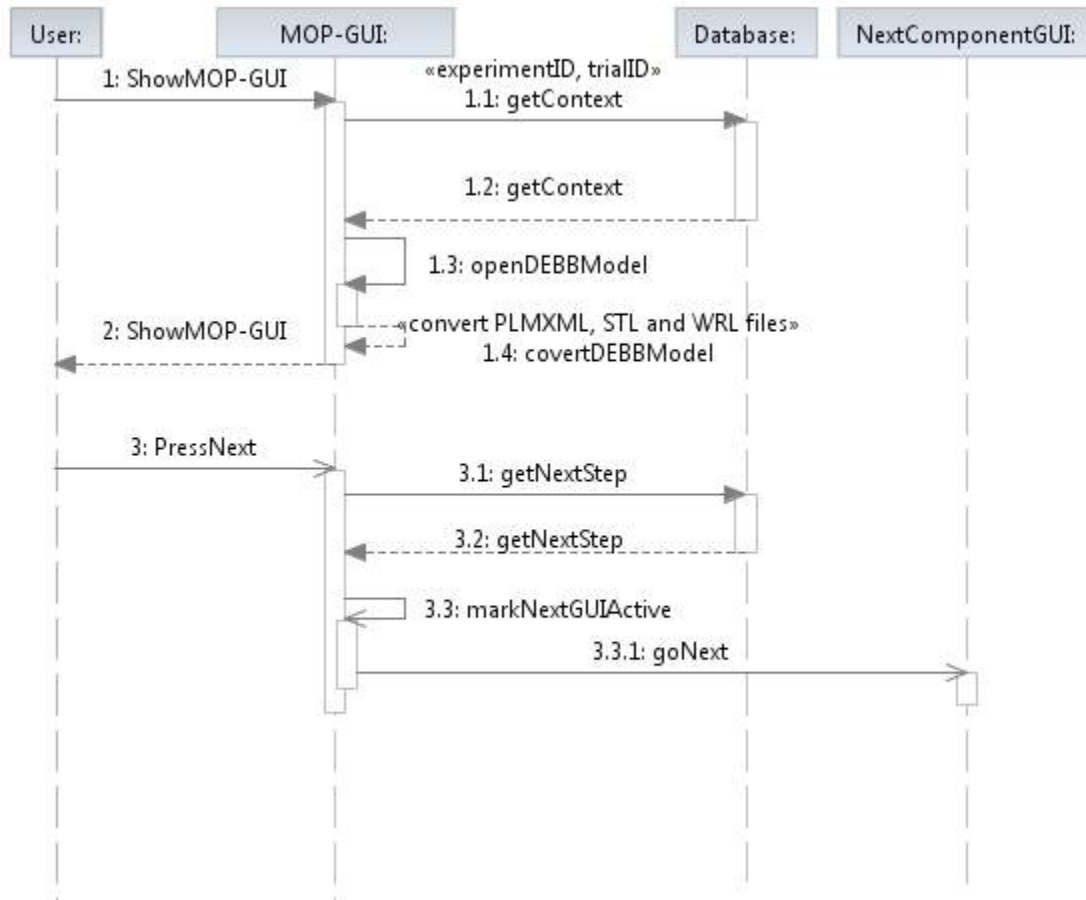 User:
MOP-GUI:
Database:
NextComponentGUI:
1: ShowMOP-GUI
«experimentID, trialID»
1.1: getContext
1.2: getContext
1.3: openDEBBModel
2: ShowMOP-GUI
«convert PLMXML, STL and WRL files»
1.4: covertDEBBModel
3: PressNext
3.1: getNextStep
3.2: getNextStep
3.3: markNextGUIActive
3.3.1: goNext